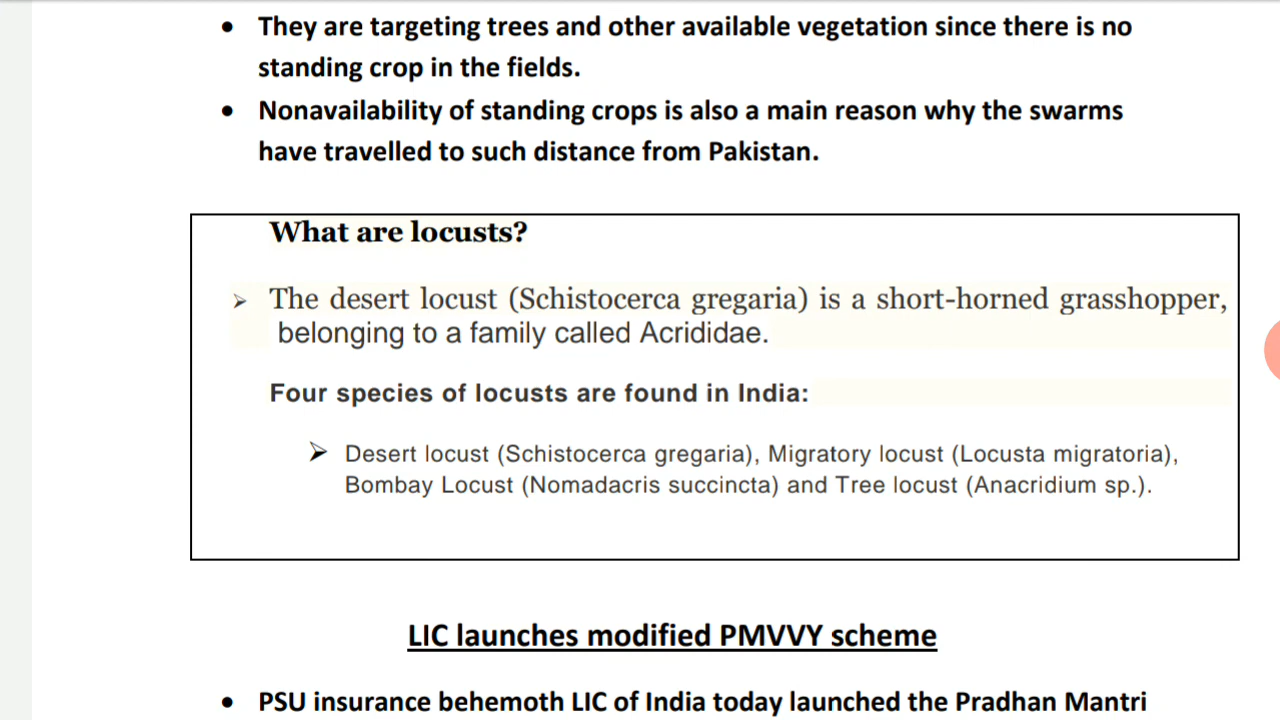 • They are targeting trees and other available vegetation since there is no
standing crop in the fields.
• Nonavailability of standing crops is also a main reason why the swarms
have travelled to such distance from Pakistan.
What are locusts?
➢ The desert locust (Schistocerca gregaria) is a short-horned grasshopper,
belonging to a family called Acrididae.
Four species of locusts are found in India:
➢ Desert locust (Schistocerca gregaria), Migratory locust (Locusta migratoria),
Bombay Locust (Nomadacris succincta) and Tree locust (Anacridium sp.).
LIC launches modified PMVVY scheme
• PSU insurance behemoth LIC of India today launched the Pradhan Mantri